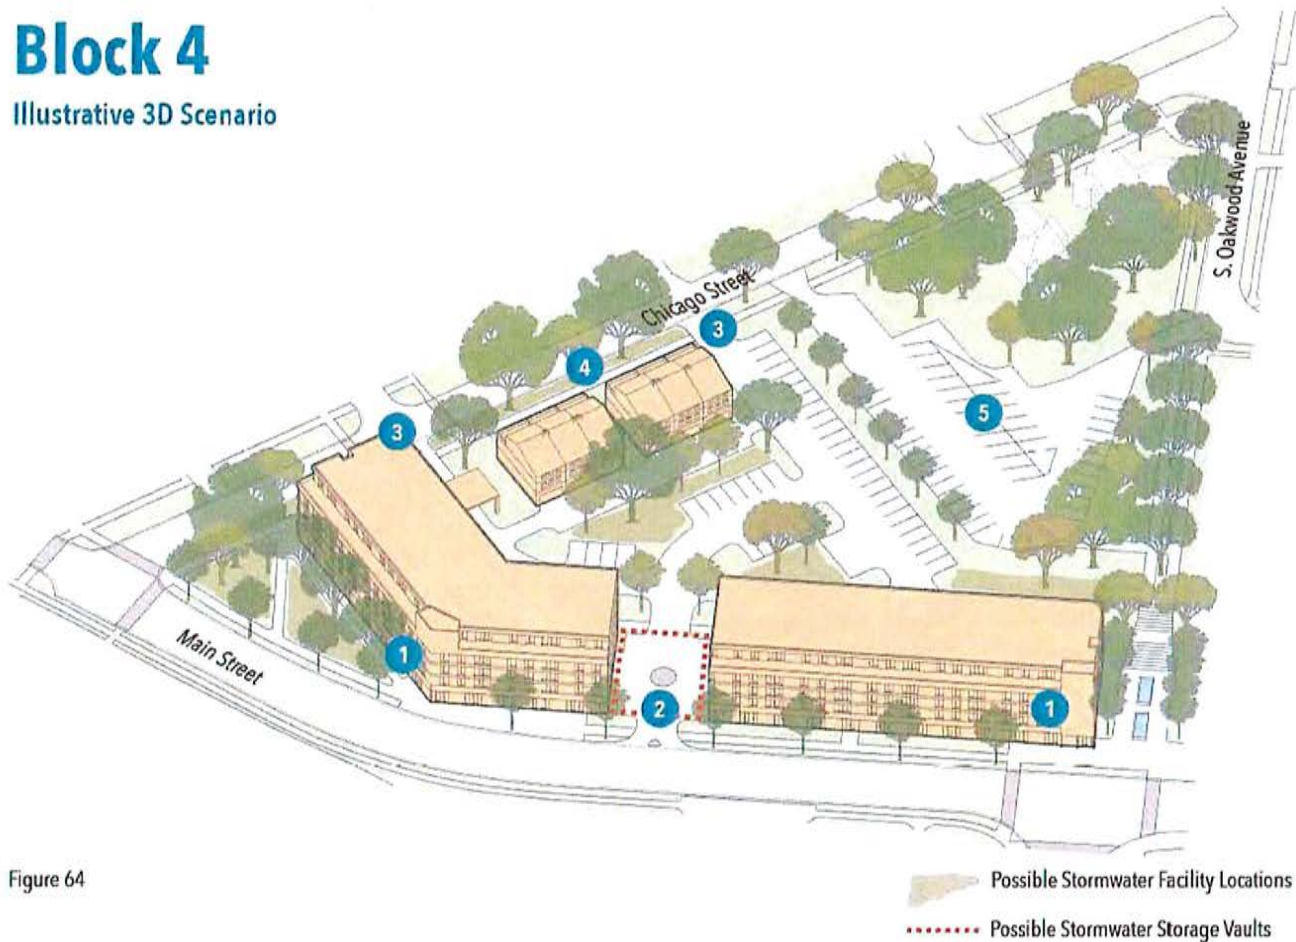 Block 4
Illustrative 3D Scenario
S. Oakwood Avenue
Chicago Street
3
4
5
3
Main Street
1
2
1
Figure 64
Possible Stormwater Facility Locations
Possible Stormwater Storage Vaults